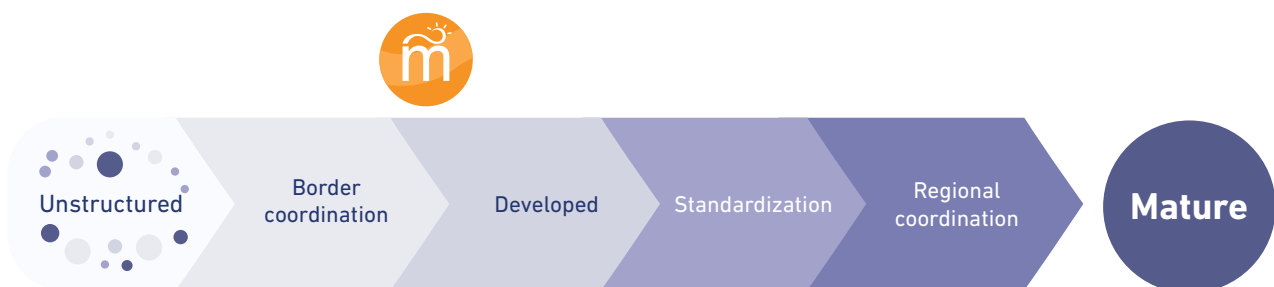 m
Unstructured
Border
coordination
Developed
Standardization
Regional
coordination
Mature